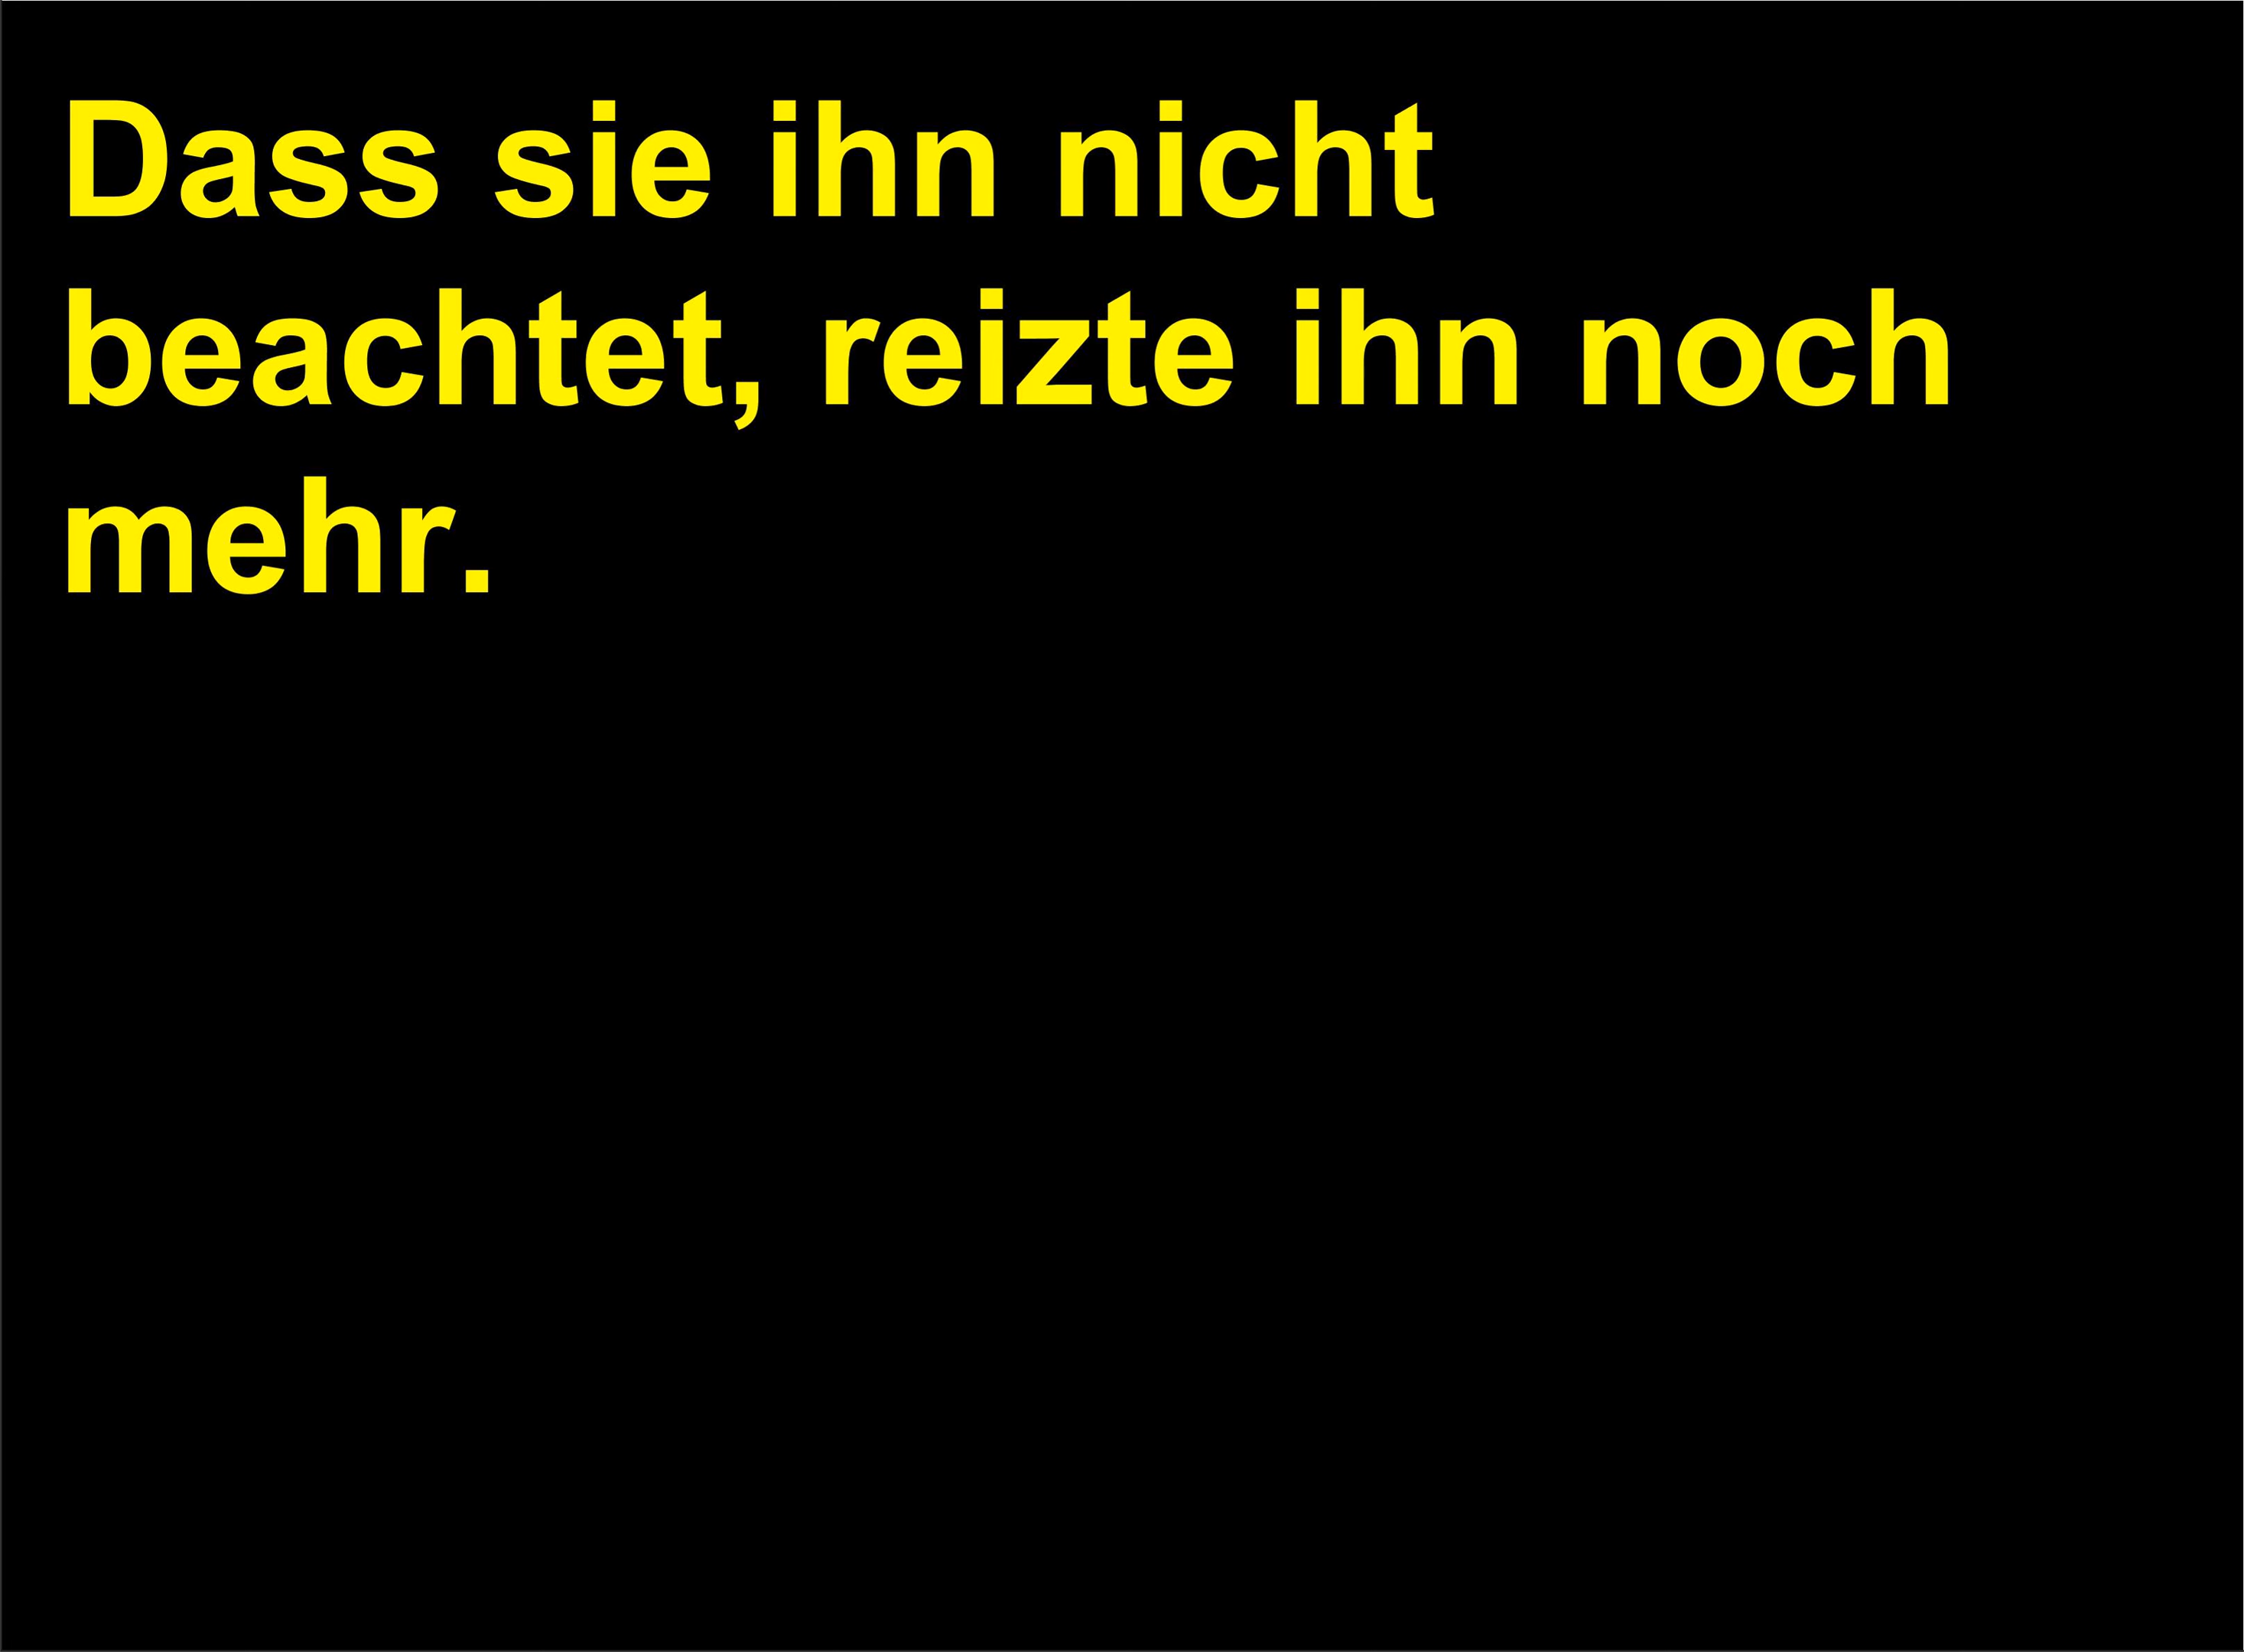 Dass sie ihn nicht
beachtet, reizte ihn noch
mehr.